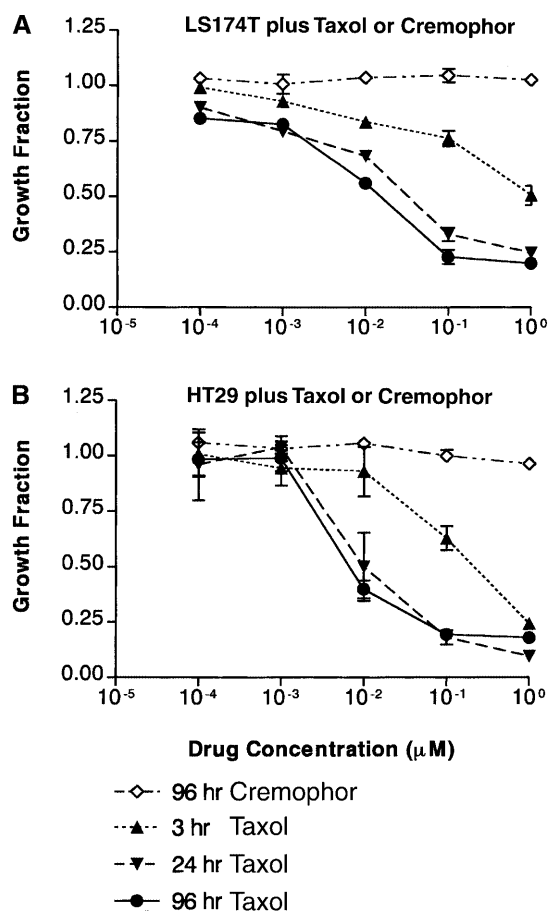 A LS174T plus Taxol or Cremophor
1.25
1.00
0.75
0.50
0.25
0.00
Growth Fraction
10-5 10-4 10-3 10-2 10-1 100
B HT29 plus Taxol or Cremophor
1.25
1.00
0.75
0.50
0.25
0.00
Growth Fraction
10-5 10-4 10-3 10-2 10-1 100
Drug Concentration (μM)
96 hr Cremophor
3 hr Taxol
24 hr Taxol
96 hr Taxol